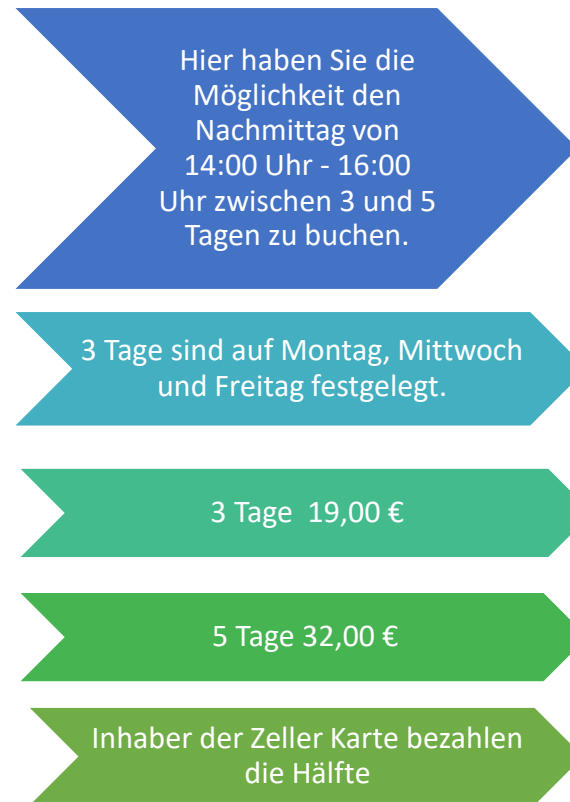 Hier haben Sie die
Möglichkeit den
Nachmittag von
14:00 Uhr - 16:00
Uhr zwischen 3 und 5
Tagen zu buchen.
3 Tage sind auf Montag, Mittwoch
und Freitag festgelegt.
3 Tage 19,00 €
5 Tage 32,00 €
Inhaber der Zeller Karte bezahlen
die Hälfte